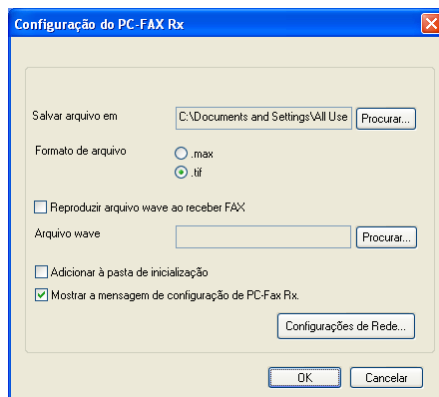 Configuração do PC-FAX Rx
Salvar arquivo em C:\Documents and Settings\All Use Procurar...
Formato de arquivo .max
.tif
Reproduzir arquivo wave ao receber FAX
Arquivo wave Procurar...
Adicionar à pasta de inicialização
Mostrar a mensagem de configuração de PC-Fax Rx.
Configurações de Rede...
OK Cancelar